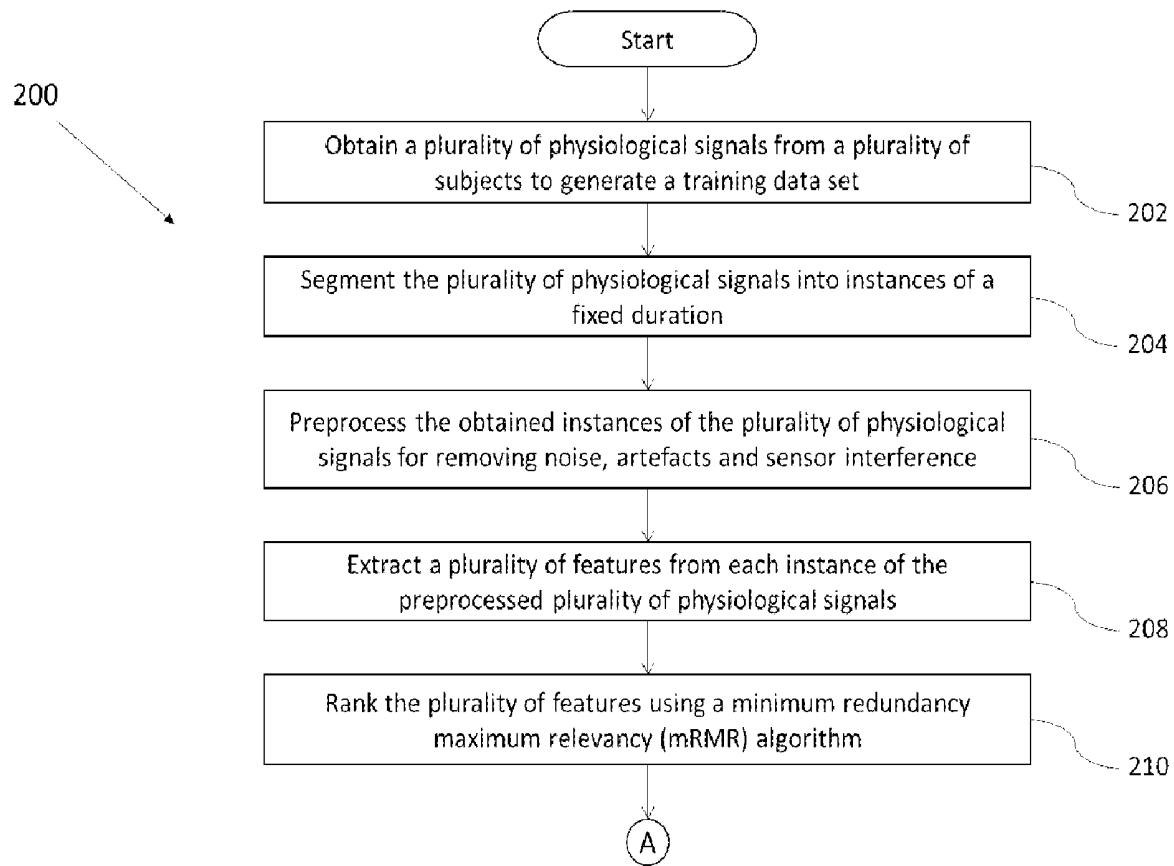 Start
200
Obtain a plurality of physiological signals from a plurality of
subjects to generate a training data set
202
Segment the plurality of physiological signals into instances of a
fixed duration
204
Preprocess the obtained instances of the plurality of physiological
signals for removing noise, artefacts and sensor interference
206
Extract a plurality of features from each instance of the
preprocessed plurality of physiological signals
208
Rank the plurality of features using a minimum redundancy
maximum relevancy (mRMR) algorithm
210
A